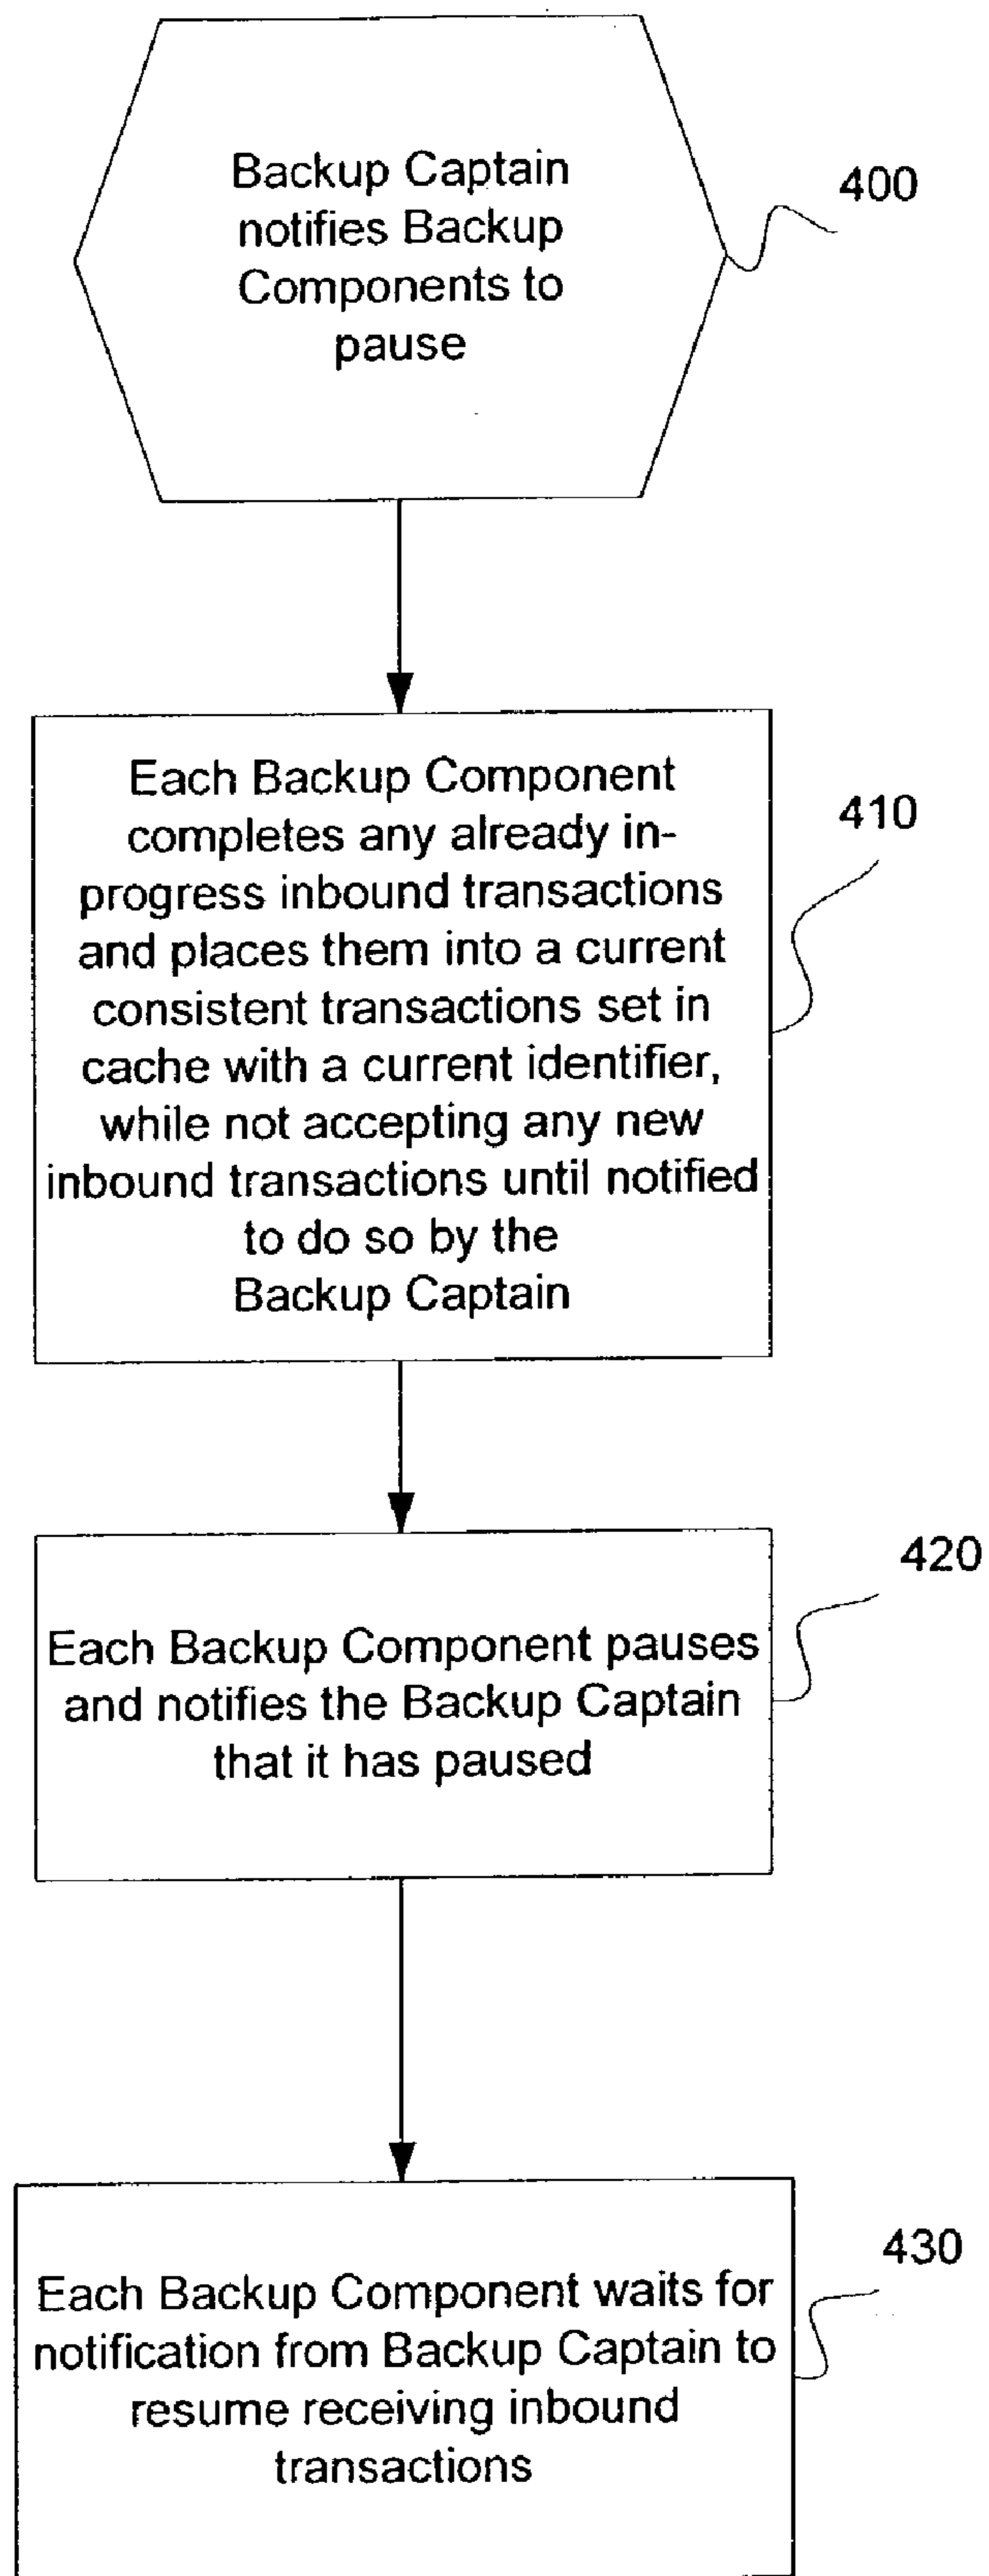 Backup Captain
notifies Backup
Components to
pause
400
Each Backup Component
completes any already in-
progress inbound transactions
and places them into a current
consistent transactions set in
cache with a current identifier,
while not accepting any new
inbound transactions until notified
to do so by the
Backup Captain
410
Each Backup Component pauses
and notifies the Backup Captain
that it has paused
420
Each Backup Component waits for
notification from Backup Captain to
resume receiving inbound
transactions
430